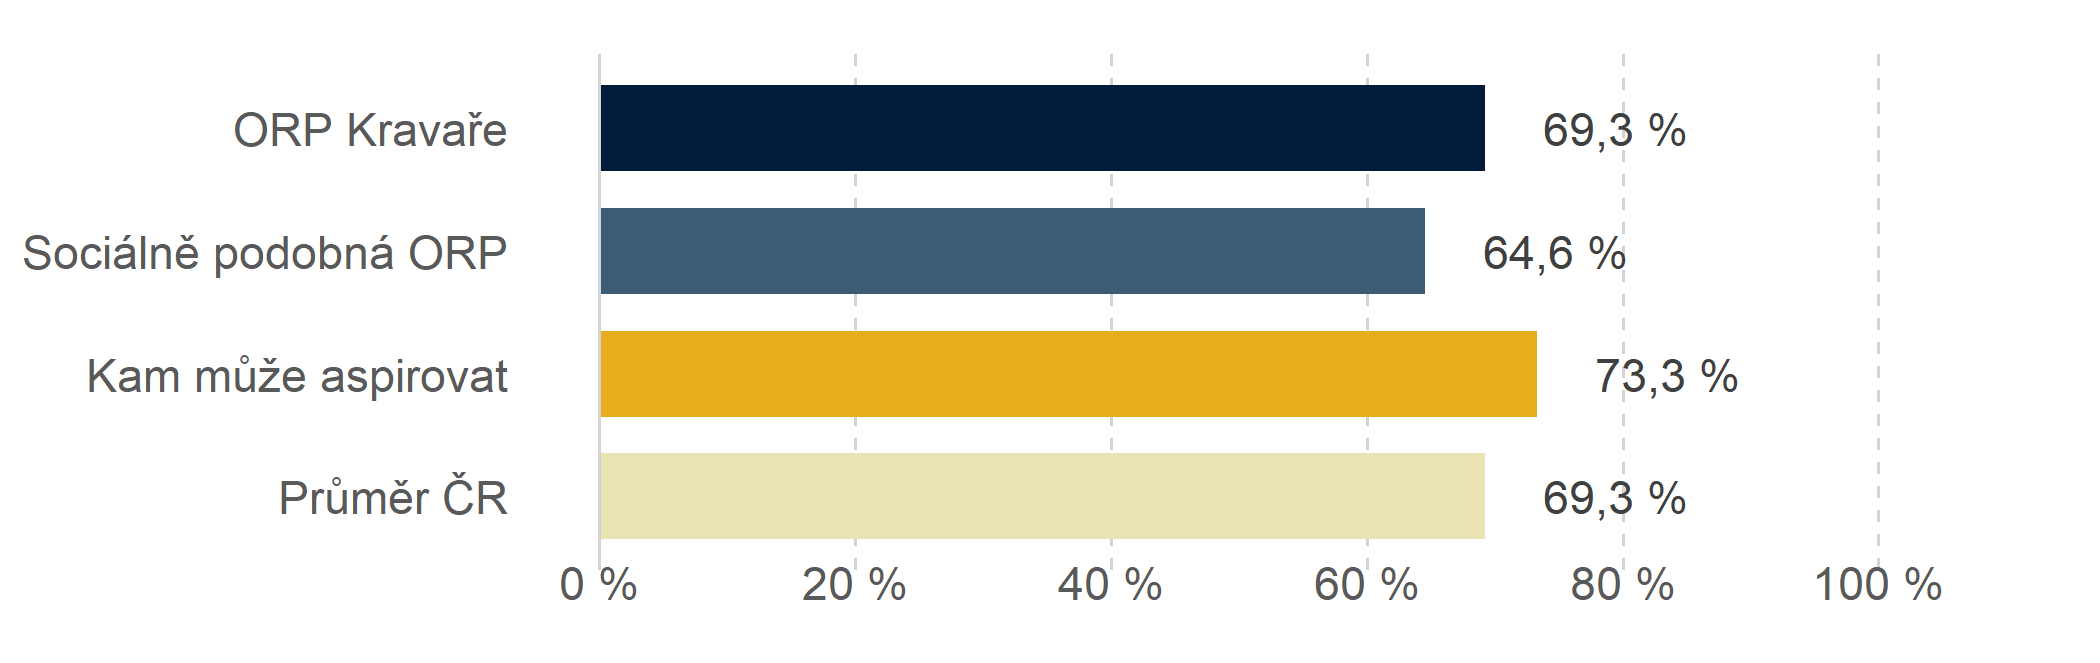 ORP Kravaře
69,3 %
Sociálně podobná ORP
64,6 %
Kam může aspirovat
73,3 %
Průměr ČR
69,3 %
0 %
20 %
40 %
60 %
80 %
100 %